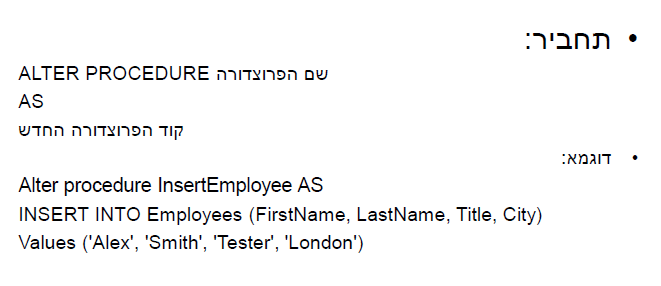 • תחביר:
ALTER PROCEDURE שם הפרוצדורה
AS
קוד הפרוצדורה החדש
• דוגמא:
Alter procedure InsertEmployee AS
INSERT INTO Employees (FirstName, LastName, Title, City)
Values ('Alex', 'Smith', 'Tester', 'London')